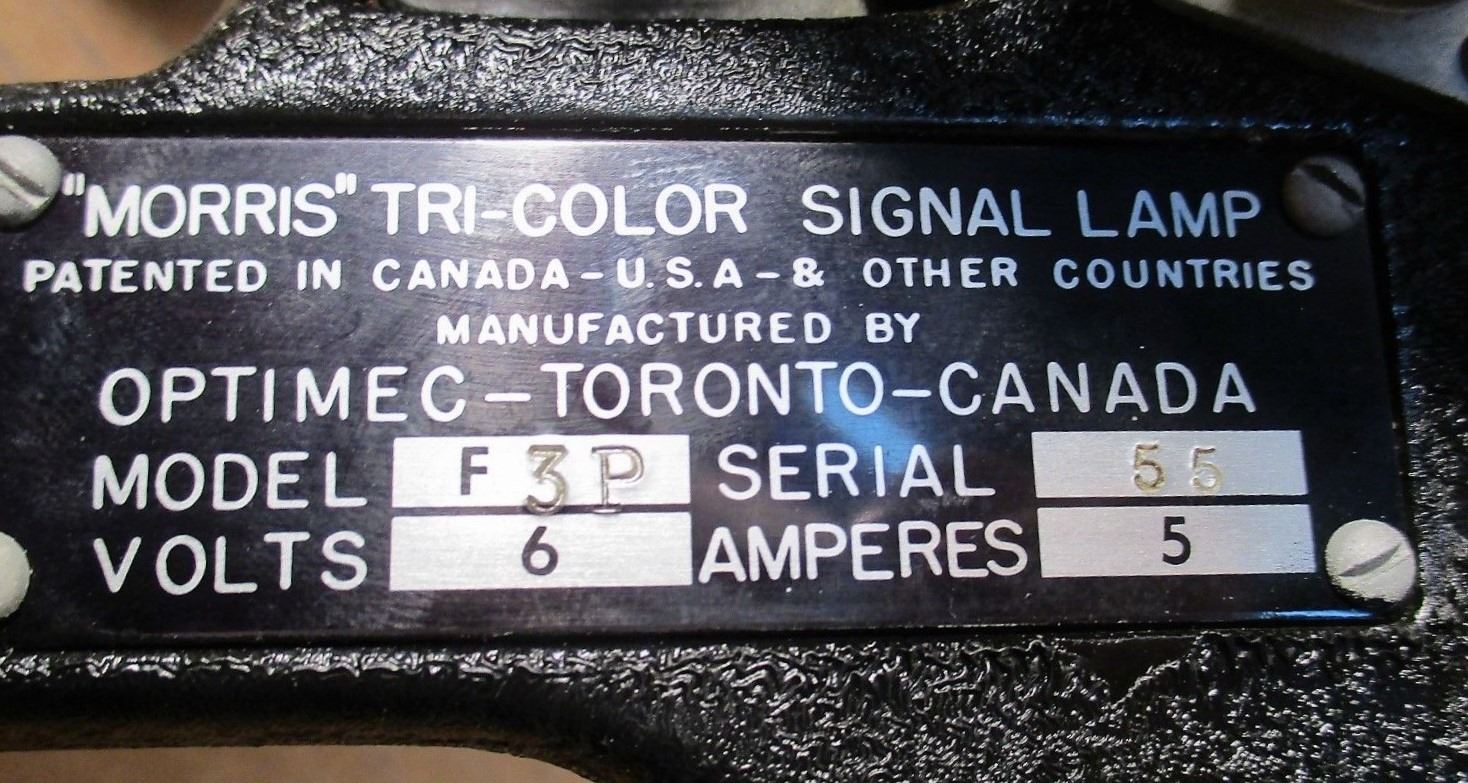 "MORRIS" TRI-COLOR SIGNAL LAMP
PATENTED IN CANADA - U.S.A - & OTHER COUNTRIES
MANUFACTURED BY
OPTIMEC - TORONTO - CANADA
MODEL F 3P SERIAL 55
VOLTS 6 AMPERES 5